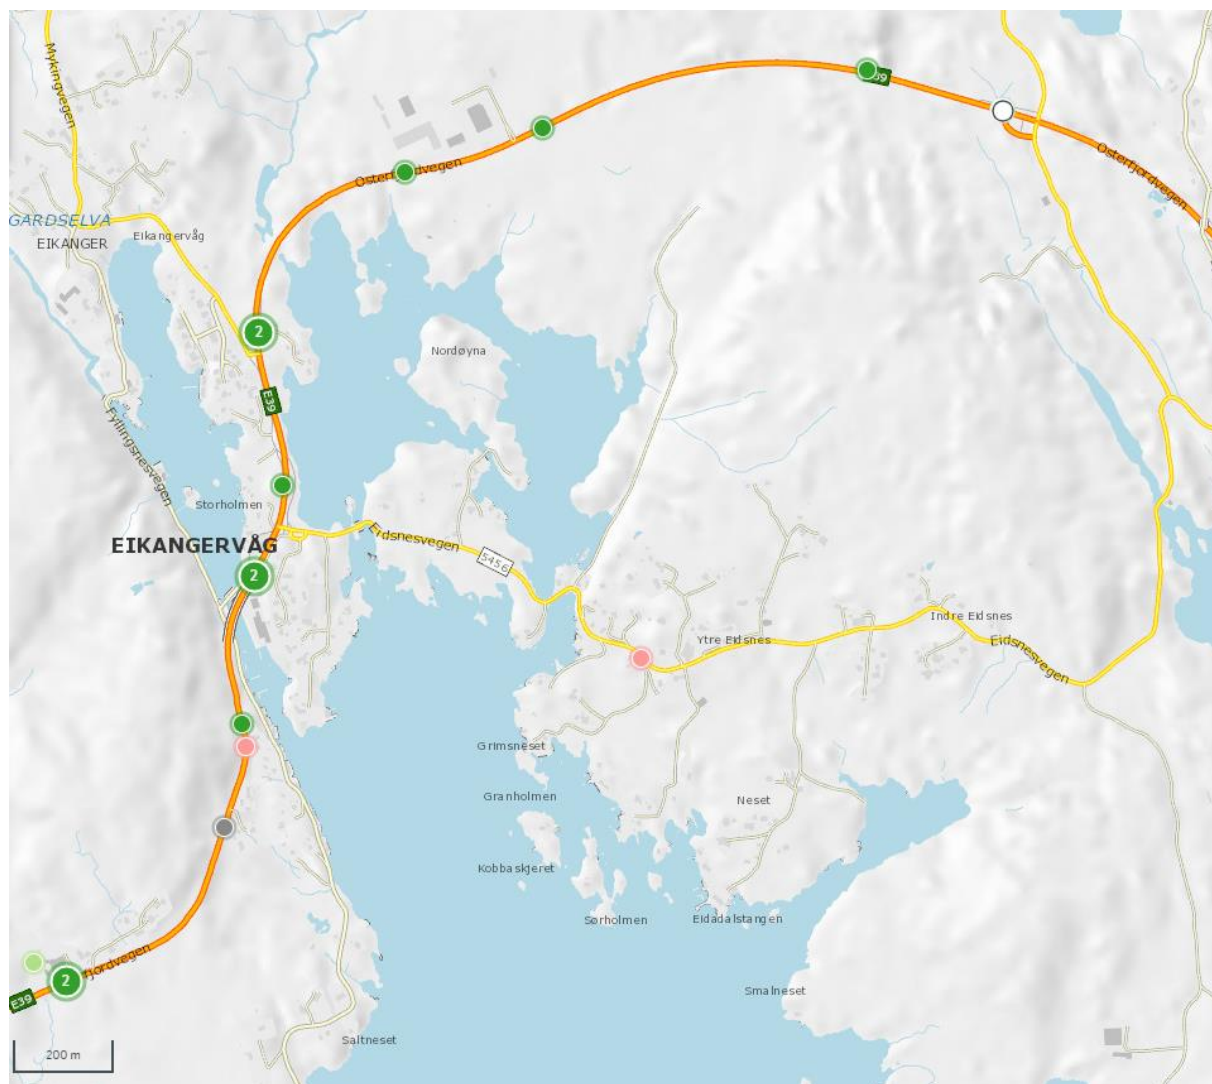 Mykingvegen
E39
Osterfjordvegen
Osterfjordvegen
GARDSELVA
EIKANGER
Eikangervåg
2
Nordøyna
E39
Fyllingsnesvegen
Storholmen
EIKANGERVÅG
Eidsnesvegen
5456
2
Indre Eidsnes
Ytre Eidsnes
Eidsnesvegen
Grimsneset
Granholmen
Neset
Kobbaskjeret
Sørholmen
Eidadalstangen
fjordvegen
2
E39
Smalneset
Saltneset
200 m